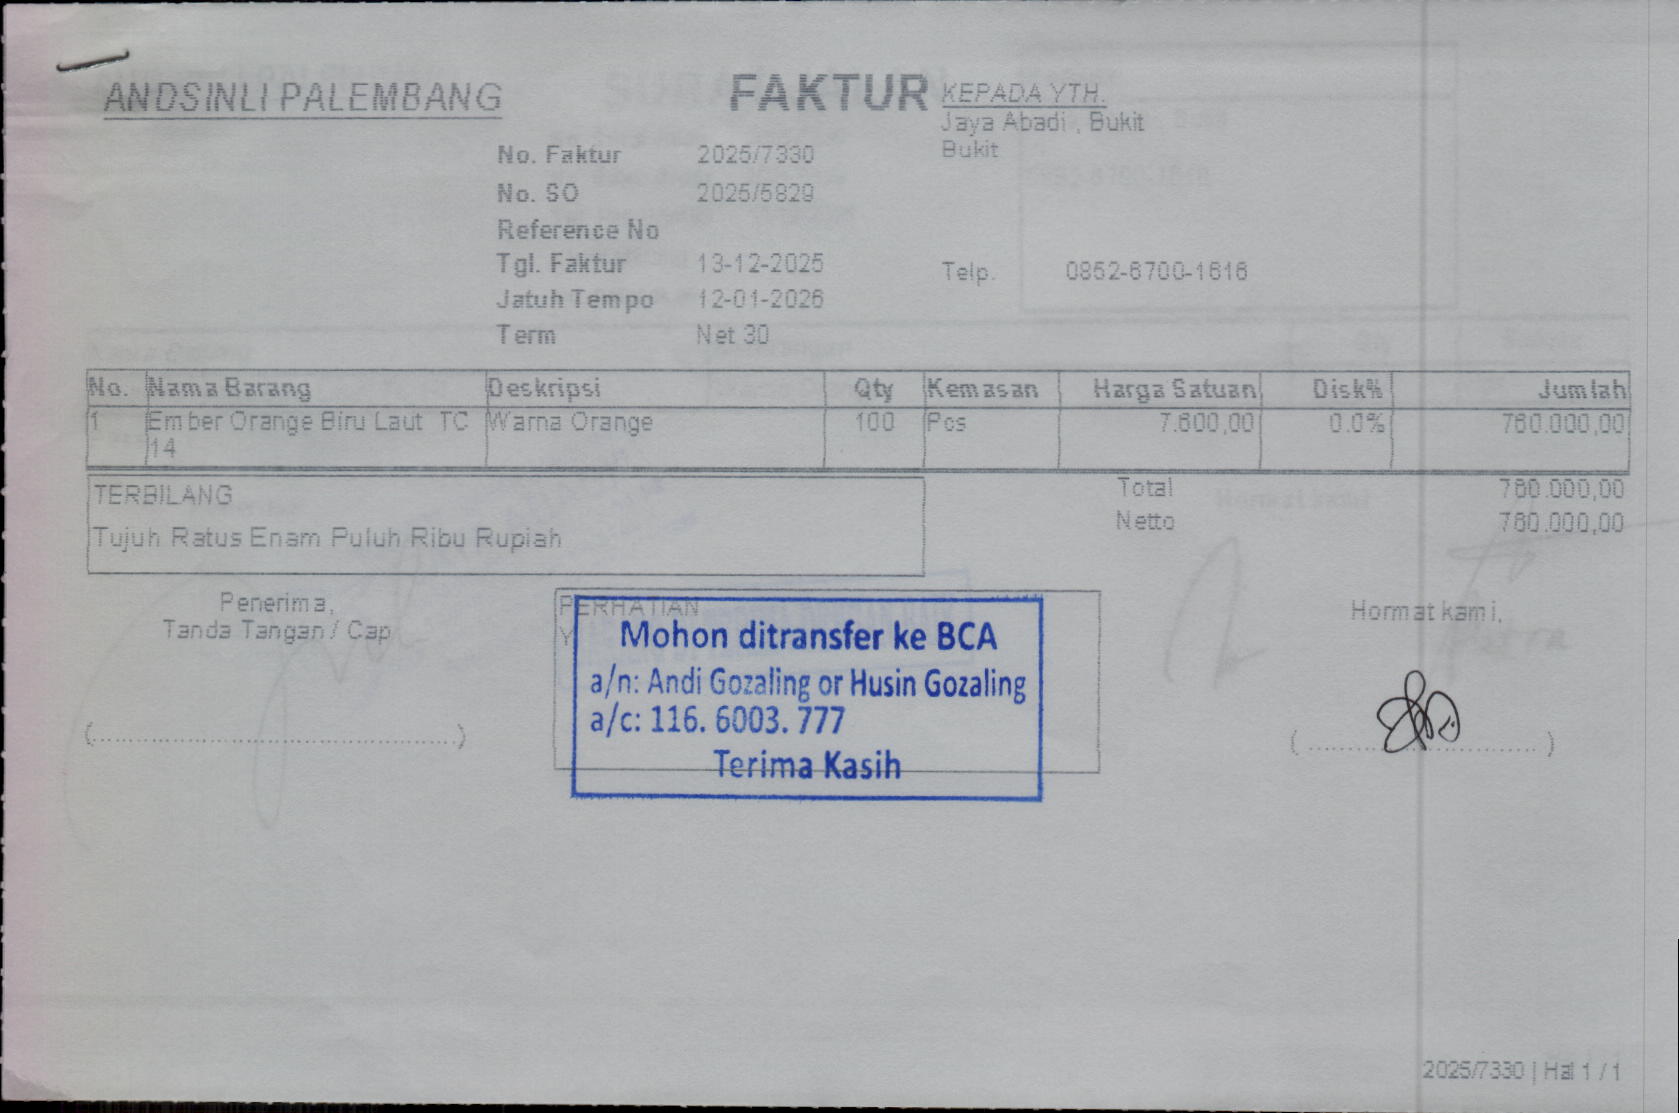 ANDSINLI PALEMBANG
FAKTUR
KEPADA YTH.
Jaya Abadi , Bukit
Bukit
No. Faktur 2025/7330
No. SO 2025/5829
Reference No
Tgl. Faktur 13-12-2025
Telp. 0852-6700-1616
Jatuh Tempo 12-01-2026
Term Net 30
No. Nama Barang Deskripsi Qty Kemasan Harga Satuan Disk% Jumlah
1 Ember Orange Biru Laut TC Warna Orange 100 Pcs 7.600,00 0.0% 760.000,00
14
TERBILANG
Tujuh Ratus Enam Puluh Ribu Rupiah
Total 760.000,00
Netto 760.000,00
Penerima,
Tanda Tangan / Cap
PERHATIAN
Mohon ditransfer ke BCA
a/n: Andi Gozaling or Husin Gozaling
a/c: 116. 6003. 777
Terima Kasih
Hormat kami,
2025/7330 | Hal 1 / 1